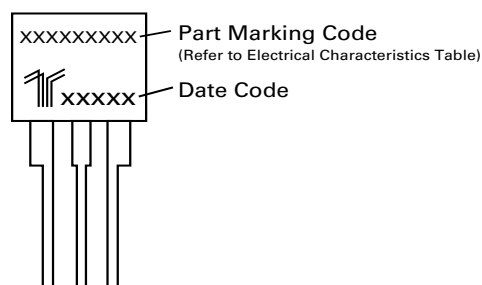 xxxxxxxxx
Part Marking Code
(Refer to Electrical Characteristics Table)
xxxxx
Date Code